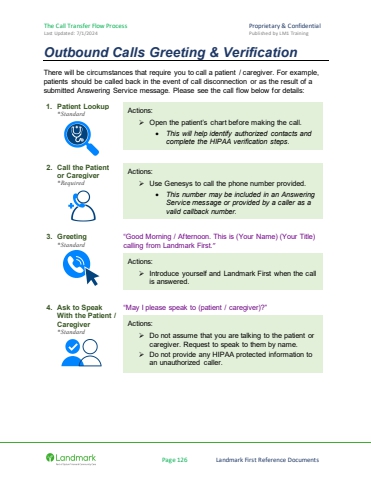 The Call Transfer Flow Process
Proprietary & Confidential
Last updated: 7/1/2024
Published by LML Training
Outbound Calls Greeting & Verification
There will be circumstances that require you to call a patient / caregiver. For example,
patients should be called back in the event of call disconnection or as the result of a
submitted Answering Service message. Please see the call flow below for details:
1. Patient Lookup
*Standard
Actions:
➢ Open the patient's chart before making the call.
• This will help identify authorized contacts and
complete the HIPAA verification steps.
2. Call the Patient
or Caregiver
*Required
Actions:
➢ Use Genesys to call the phone number provided.
• This number may be included in an Answering
Service message or provided by a caller as a
valid callback number.
3. Greeting
*Standard
"Good Morning / Afternoon. This is (Your Name) (Your Title)
calling from Landmark First."
Actions:
➢ Introduce yourself and Landmark First when the call
is answered.
4. Ask to Speak
With the Patient /
Caregiver
*Standard
"May I please speak to (patient / caregiver)?"
Actions:
➢ Do not assume that you are talking to the patient or
caregiver. Request to speak to them by name.
➢ Do not provide any HIPAA protected information to
an unauthorized caller.
Landmark
Page 126
Landmark First Reference Documents